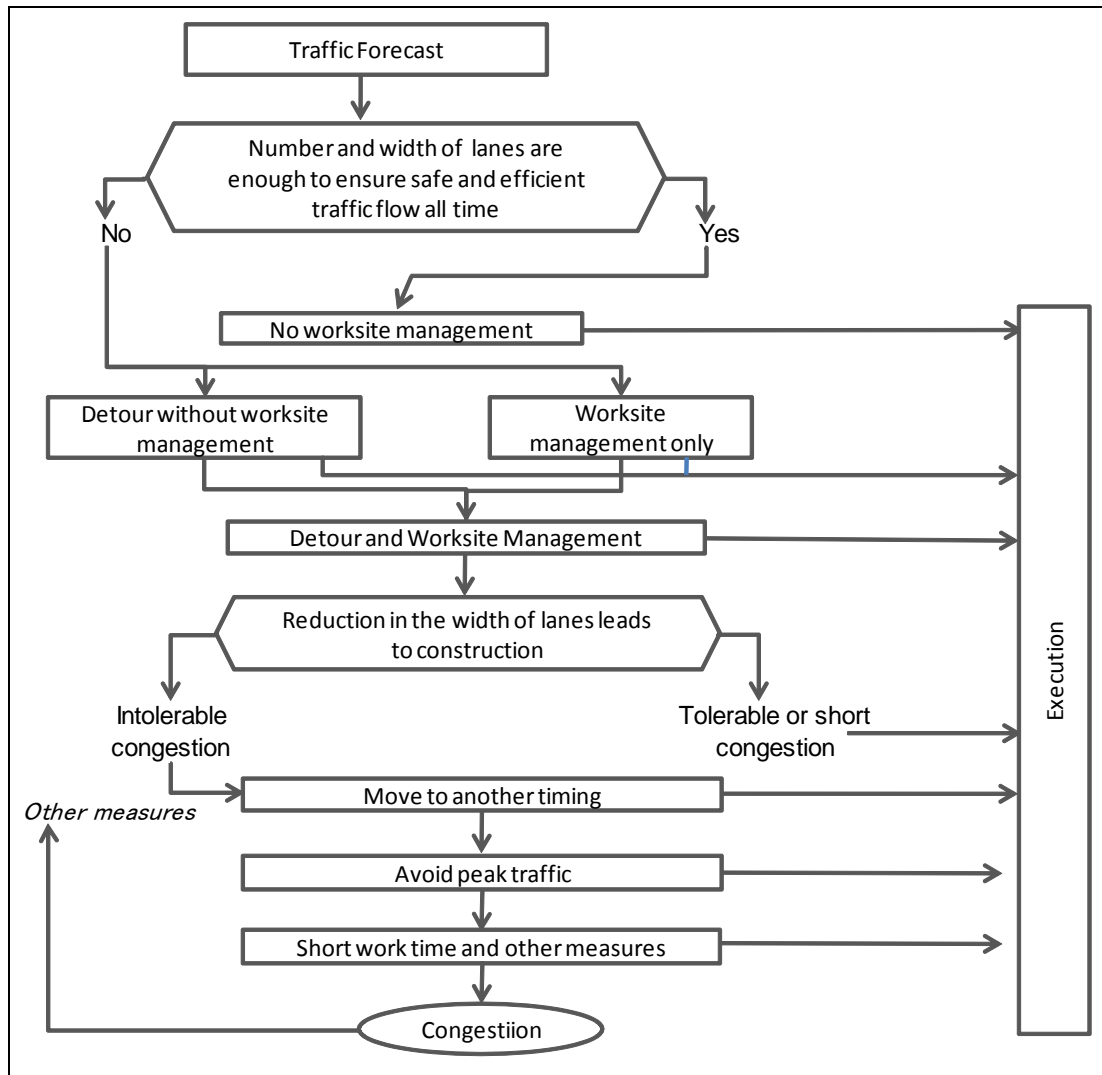 Traffic Forecast
Number and width of lanes are
enough to ensure safe and efficient
traffic flow all time
No
Yes
No worksite management
Detour without worksite
management
Worksite
management only
Detour and Worksite Management
Reduction in the width of lanes leads
to construction
Intolerable
congestion
Tolerable or short
congestion
Execution
Move to another timing
Other measures
Avoid peak traffic
Short work time and other measures
Congestiion